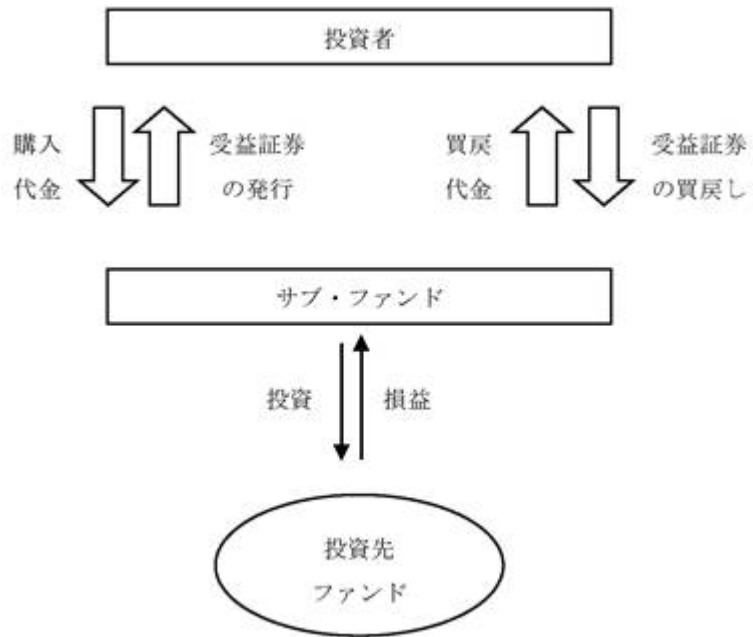 投資者
購入
代金
受益証券
の発行
買戻
代金
受益証券
の買戻し
サブ・ファンド
投資
損益
投資先
ファンド